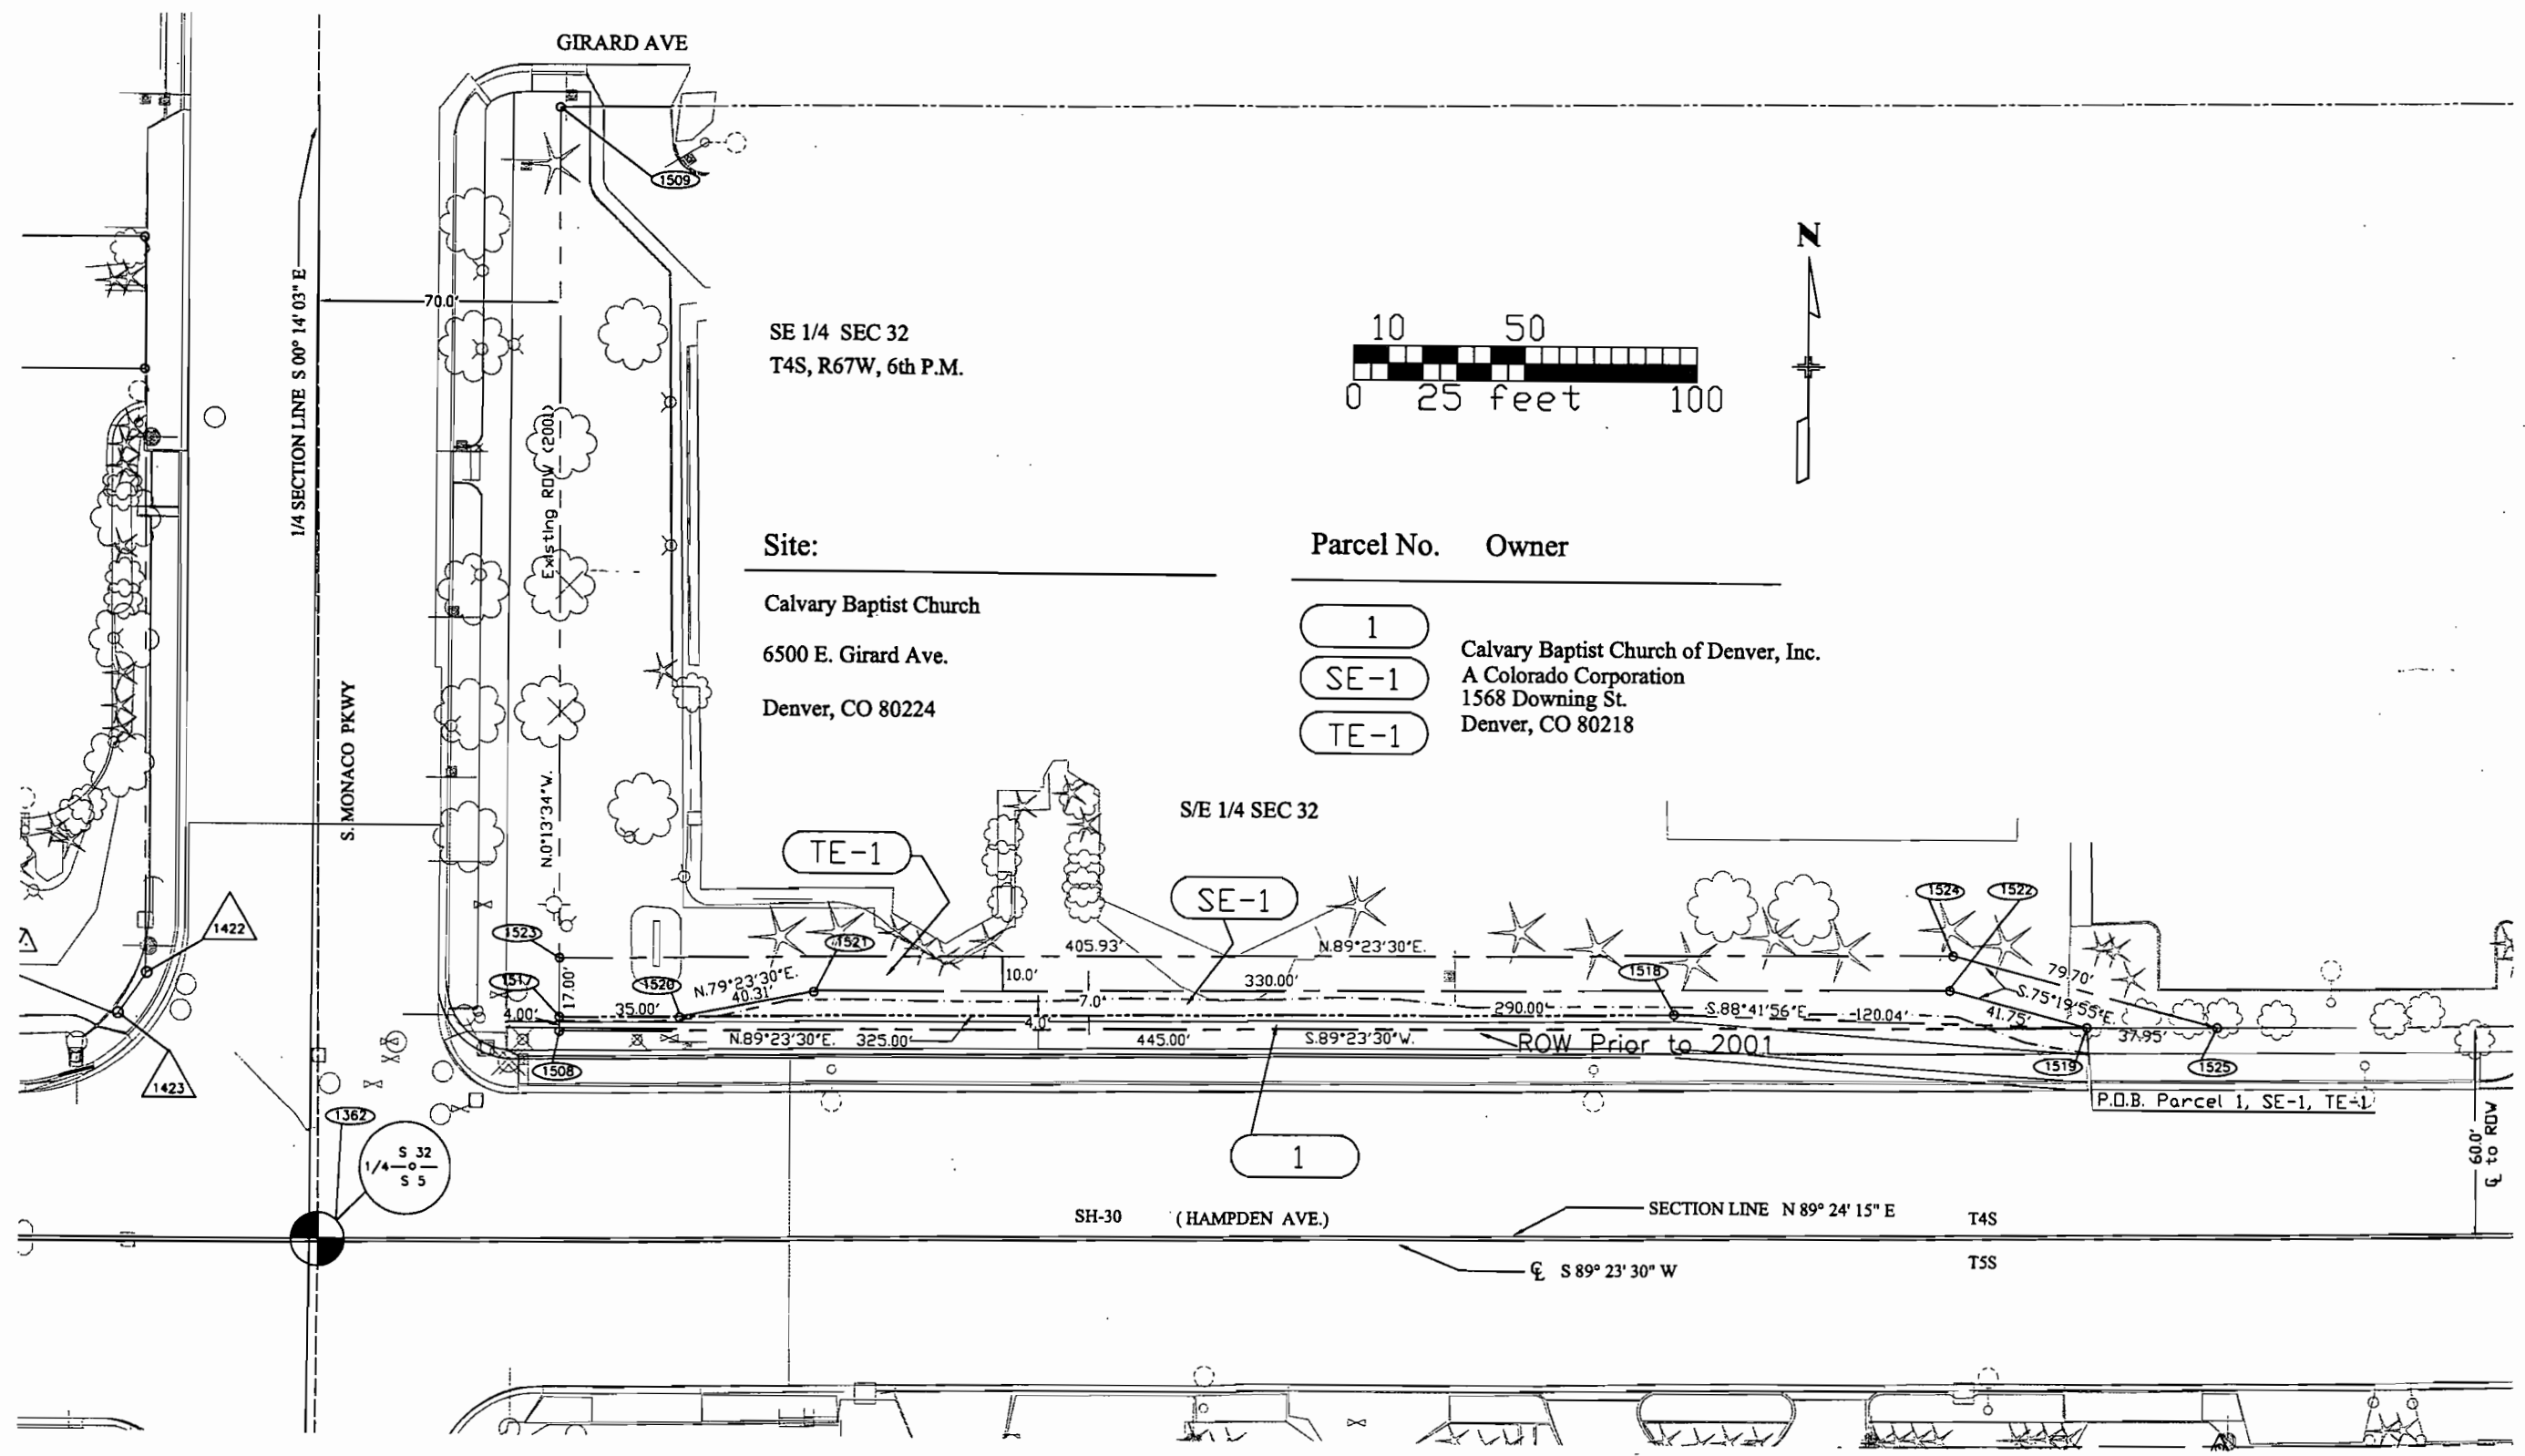 GIRARD AVE
1509
N
1/4 SECTION LINE S 00° 14' 03" E
70.0'
SE 1/4 SEC 32
T4S, R67W, 6th P.M.
10 50
0 25 feet 100
Existing ROW (2001)
Site:
Calvary Baptist Church
6500 E. Girard Ave.
Denver, CO 80224
Parcel No. Owner
1
SE-1
TE-1
Calvary Baptist Church of Denver, Inc.
A Colorado Corporation
1568 Downing St.
Denver, CO 80218
S. MONACO PKWY
N.0°13'34"W.
S/E 1/4 SEC 32
TE-1
SE-1
1524
1522
1422
1523
1521
405.93'
N.89°23'30"E.
1517
17.00'
1520
N.79°23'30"E.
40.31'
10.0'
330.00'
1518
79.70'
S.75°19'55"E.
4.00'
35.00'
7.0'
4.0'
290.00'
S.88°41'56"E.
120.04'
41.75'
37.95'
N.89°23'30"E. 325.00'
445.00'
S.89°23'30"W.
ROW Prior to 2001
1508
1519
1525
1423
P.O.B. Parcel 1, SE-1, TE-1
1362
S 32
1/4
S 5
1
60.0'
℄ to ROW
SH-30 ( HAMPDEN AVE.)
SECTION LINE N 89° 24' 15" E
T4S
T5S
℄ S 89° 23' 30" W